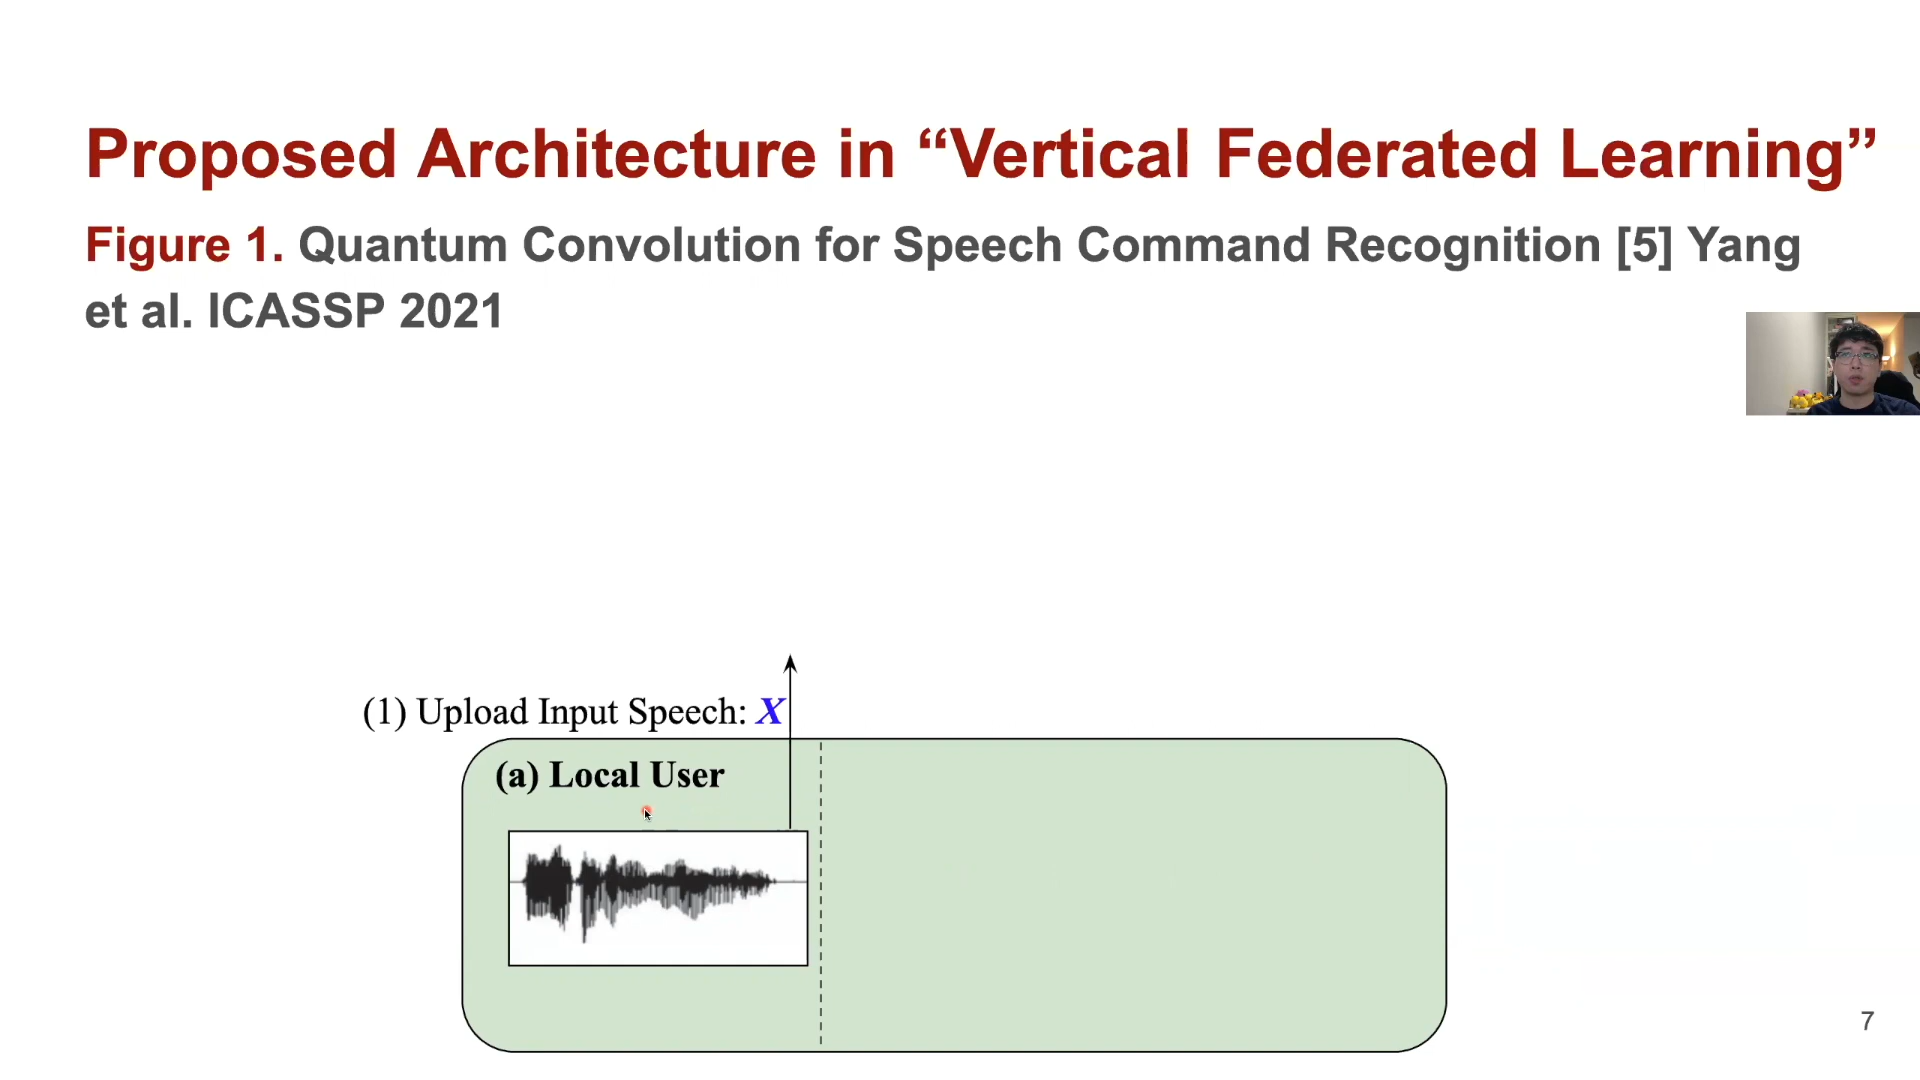 Proposed Architecture in “Vertical Federated Learning”
Figure 1. Quantum Convolution for Speech Command Recognition [5] Yang
et al. ICASSP 2021
(1) Upload Input Speech: X
(a) Local User
7